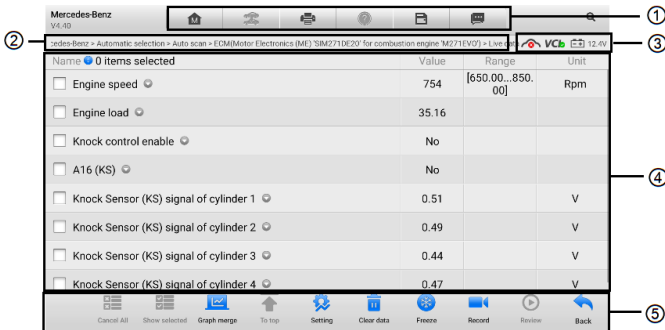 Mercedes-Benz
V4.40
M
①
②
:edes-Benz > Automatic selection > Auto scan > ECM(Motor Electronics (ME) 'SIM271DE20' for combustion engine 'M271EVO') > Live dat
VCb 12.4V
③
Name 0 items selected Value Range Unit
Engine speed 754 [650.00...850.
00] Rpm
Engine load 35.16
Knock control enable No
A16 (KS) No
④
Knock Sensor (KS) signal of cylinder 1 0.51 V
Knock Sensor (KS) signal of cylinder 2 0.49 V
Knock Sensor (KS) signal of cylinder 3 0.44 V
Knock Sensor (KS) signal of cylinder 4 0.47 V
Cancel All Show selected Graph merge To top Setting Clear data Freeze Record Review Back
⑤